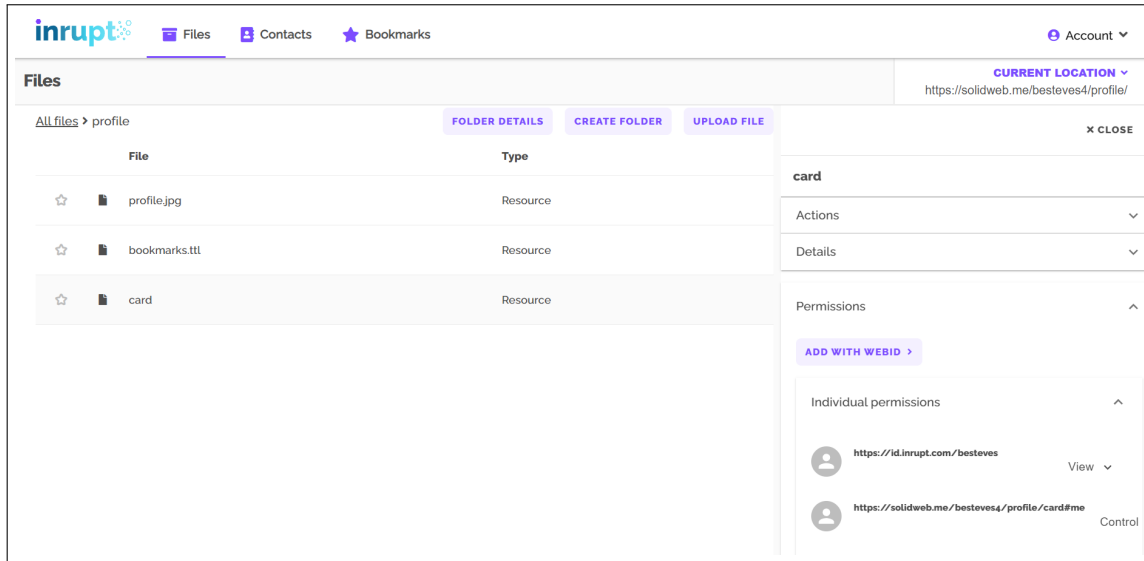 inrupt
Files
Contacts
Bookmarks
Account
Files
CURRENT LOCATION
https://solidweb.me/besteves4/profile/
All files > profile
FOLDER DETAILS
CREATE FOLDER
UPLOAD FILE
File
Type
profile.jpg
Resource
bookmarks.ttl
Resource
card
Resource
× CLOSE
card
Actions
Details
Permissions
ADD WITH WEBID >
Individual permissions
https://id.inrupt.com/besteves
View
https://solidweb.me/besteves4/profile/card#me
Control